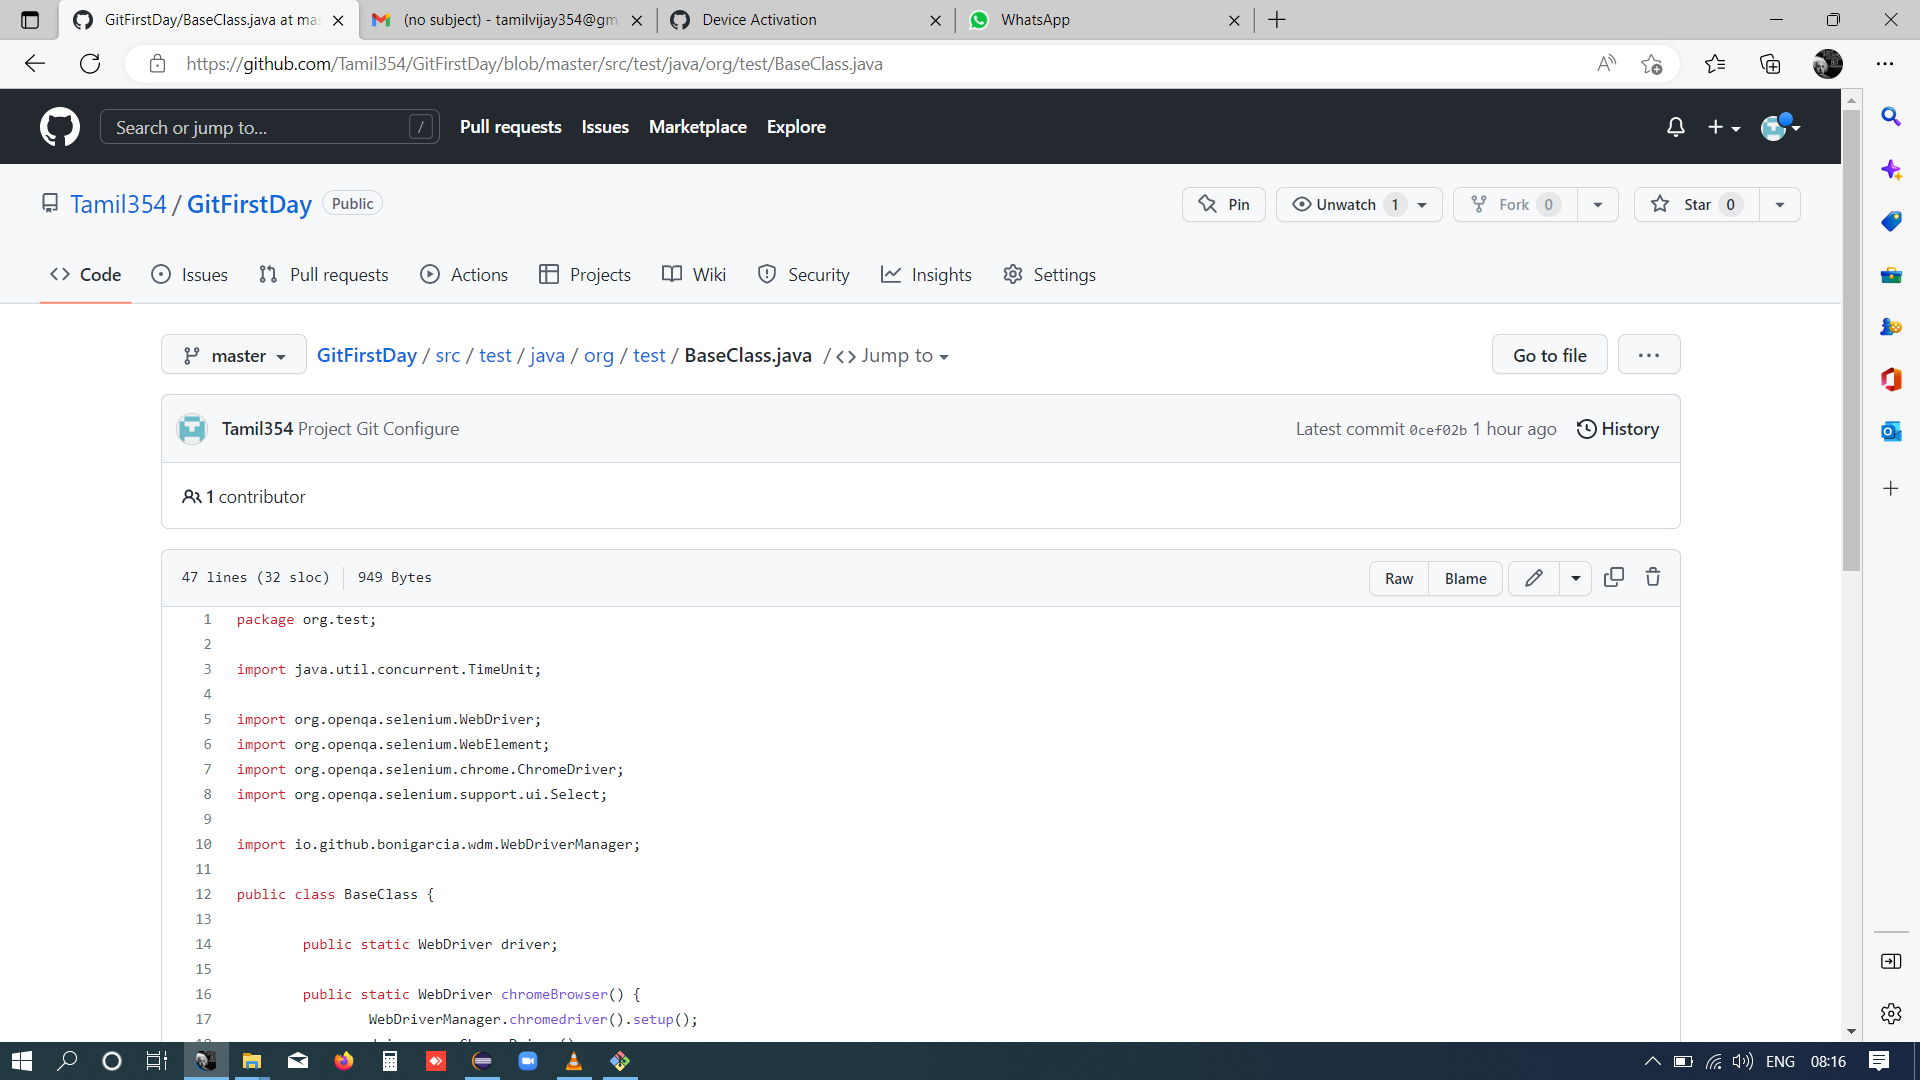 GitFirstDay/BaseClass.java at mas
(no subject) - tamilvijay354@gm
Device Activation
WhatsApp
https://github.com/Tamil354/GitFirstDay/blob/master/src/test/java/org/test/BaseClass.java
Search or jump to...
/
Pull requests
Issues
Marketplace
Explore
Tamil354 / GitFirstDay
Public
Pin
Unwatch 1
Fork 0
Star 0
Code
Issues
Pull requests
Actions
Projects
Wiki
Security
Insights
Settings
master
GitFirstDay / src / test / java / org / test / BaseClass.java / <> Jump to
Go to file
Tamil354 Project Git Configure
Latest commit 0cef02b 1 hour ago
History
1 contributor
47 lines (32 sloc)
949 Bytes
Raw
Blame
1 package org.test;
2
3 import java.util.concurrent.TimeUnit;
4
5 import org.openqa.selenium.WebDriver;
6 import org.openqa.selenium.WebElement;
7 import org.openqa.selenium.chrome.ChromeDriver;
8 import org.openqa.selenium.support.ui.Select;
9
10 import io.github.bonigarcia.wdm.WebDriverManager;
11
12 public class BaseClass {
13
14 public static WebDriver driver;
15
16 public static WebDriver chromeBrowser() {
17 WebDriverManager.chromedriver().setup();
ENG
08:16